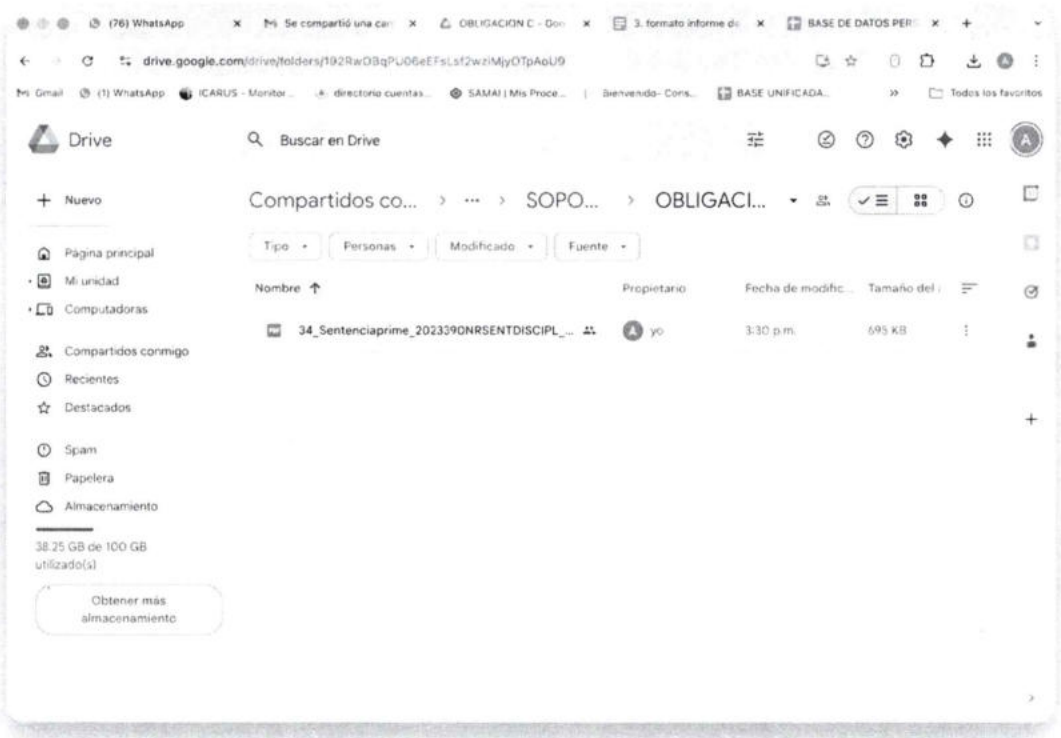 (76) WhatsApp
Se compartió una car
OBLIGACION C - Goo
3. formato informe de
BASE DE DATOS PERS
drive.google.com/drive/folders/
Gmail
(1) WhatsApp
ICARUS - Monitor...
directorio cuentas...
SAMAI | Mis Proce...
Bienvenido- Cons...
BASE UNIFICADA...
Todos los favoritos
Drive
Buscar en Drive
Nuevo
Compartidos co... > ... > SOPO... > OBLIGACI...
Tipo
Personas
Modificado
Fuente
Página principal
Mi unidad
Computadoras
Compartidos conmigo
Recientes
Destacados
Spam
Papelera
Almacenamiento
38.25 GB de 100 GB
utilizado(s)
Obtener más
almacenamiento
Nombre
Propietario
Fecha de modific...
Tamaño del
34_Sentenciaprime_202339ONRSENTDISCIPL_...
A yo
3:30 p.m.
695 KB